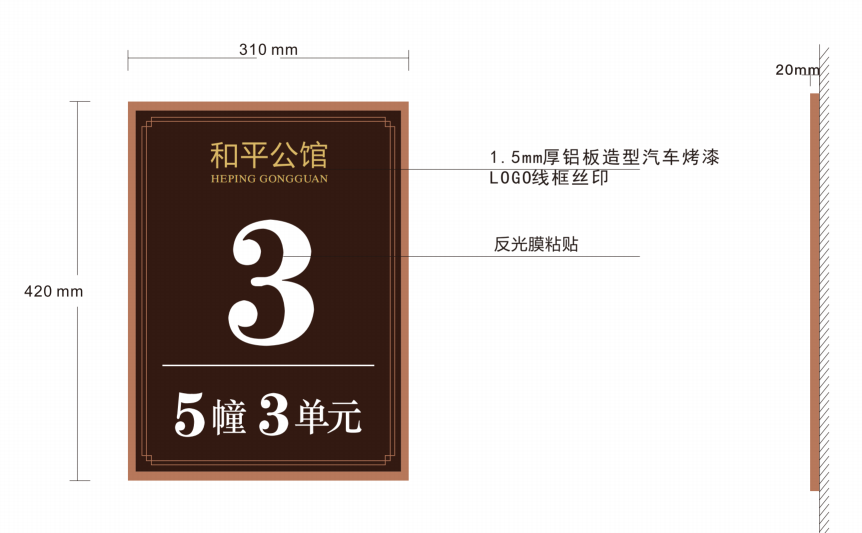 310 mm
20mm
和平公馆
HEPING GONGGUAN
1.5mm厚铝板造型汽车烤漆
LOGO线框丝印
3
反光膜粘贴
420 mm
5幢3单元